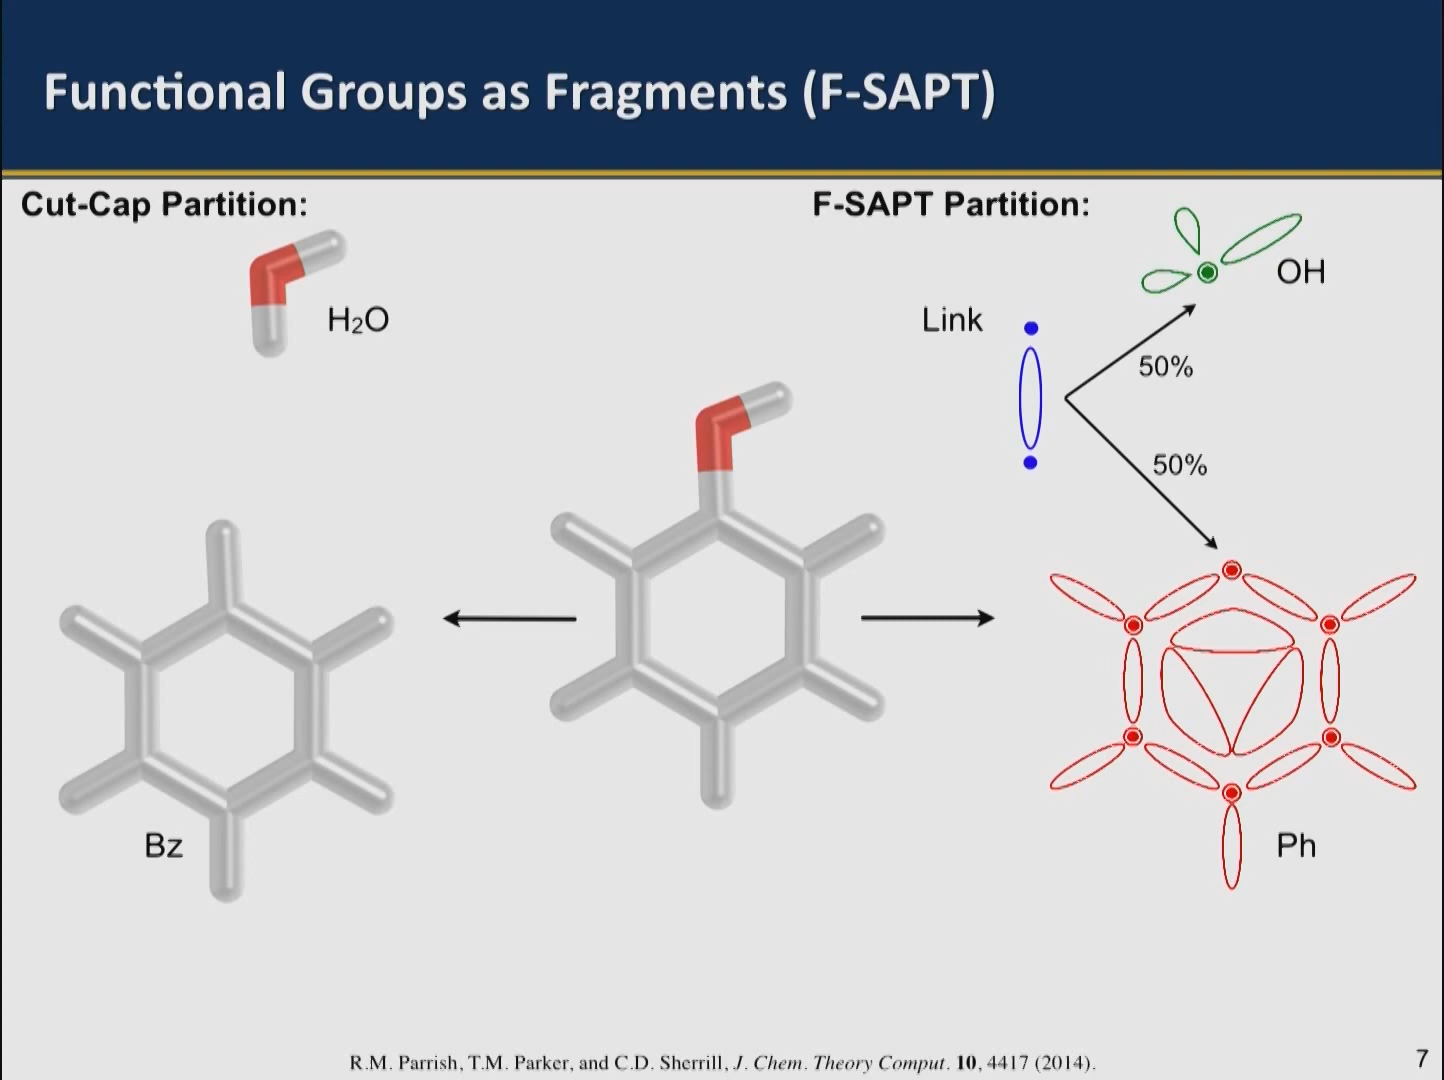 Functional Groups as Fragments (F-SAPT)
Cut-Cap Partition:
H₂O
Bz
F-SAPT Partition:
OH
Link
50%
50%
Ph
R.M. Parrish, T.M. Parker, and C.D. Sherrill, J. Chem. Theory Comput. 10, 4417 (2014).
7